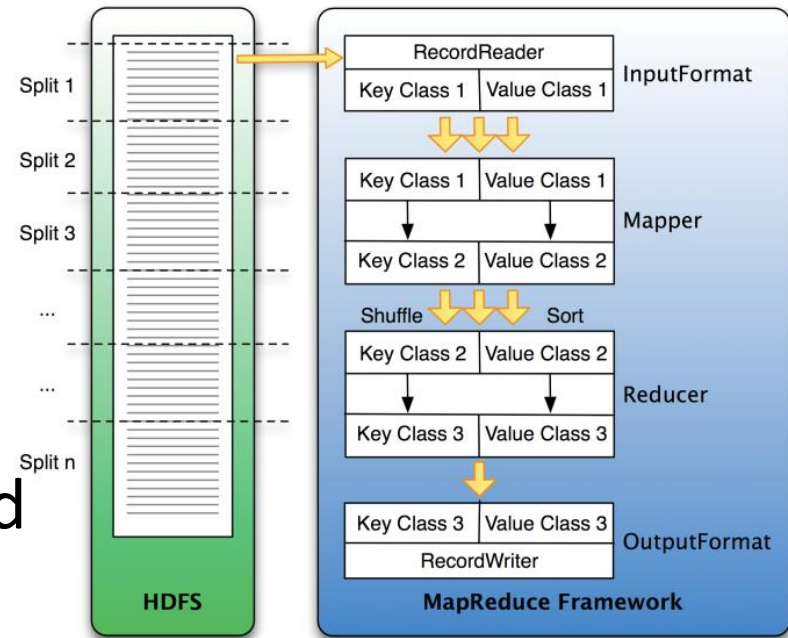 Split 1
Split 2
Split 3
...
...
Split n
d
HDFS
RecordReader
Key Class 1 Value Class 1
InputFormat
Key Class 1 Value Class 1
Mapper
Key Class 2 Value Class 2
Shuffle Sort
Key Class 2 Value Class 2
Reducer
Key Class 3 Value Class 3
Key Class 3 Value Class 3
OutputFormat
RecordWriter
MapReduce Framework